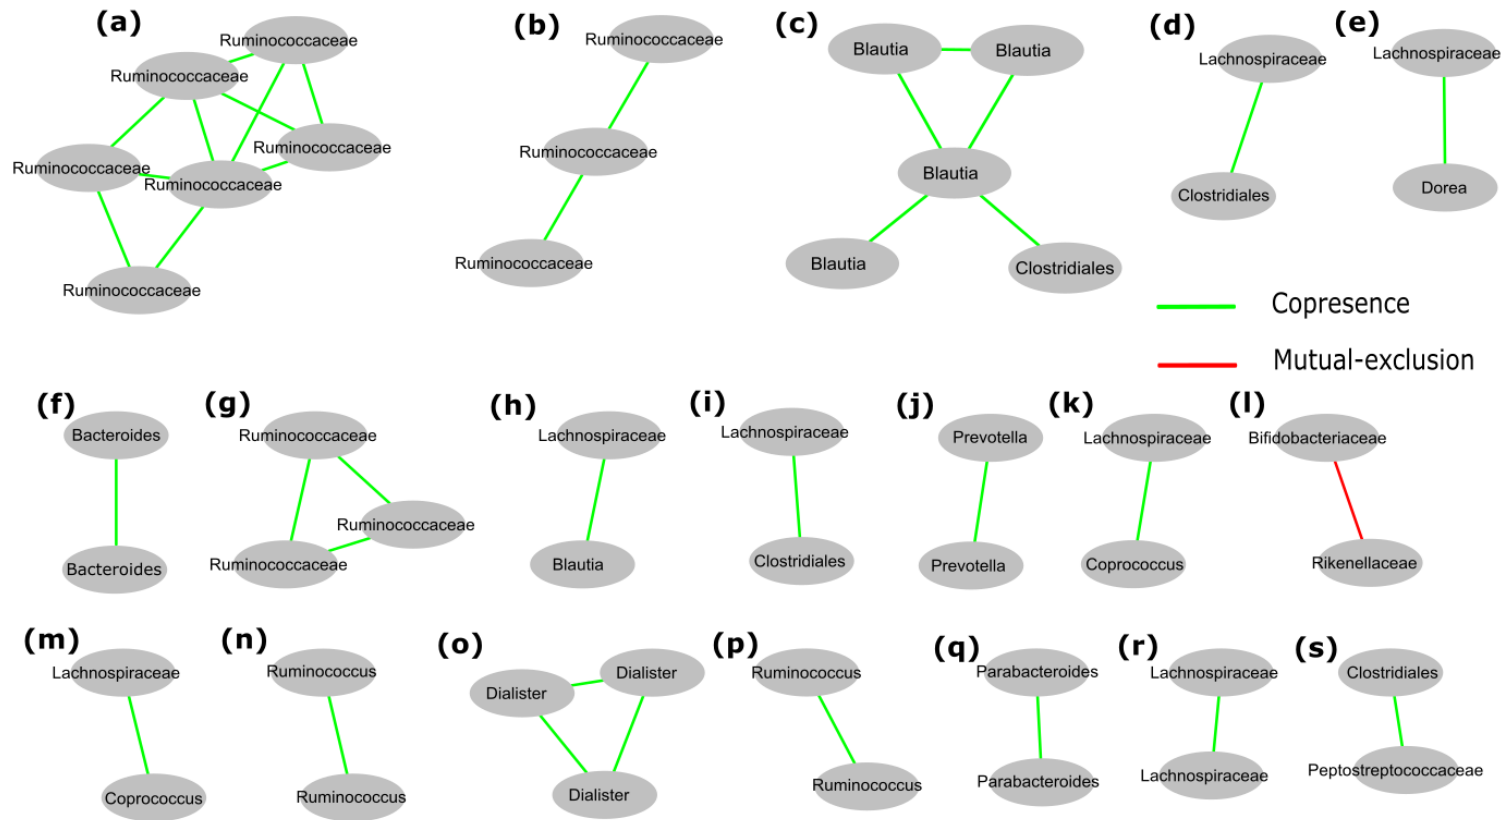 (a)
Ruminococcaceae
Ruminococcaceae
Ruminococcaceae
Ruminococcaceae
Ruminococcaceae
Ruminococcaceae
(b)
Ruminococcaceae
Ruminococcaceae
Ruminococcaceae
(c)
Blautia
Blautia
Blautia
Blautia
Clostridiales
(d)
Lachnospiraceae
Clostridiales
(e)
Lachnospiraceae
Dorea
Copresence
Mutual-exclusion
(f)
Bacteroides
Bacteroides
(g)
Ruminococcaceae
Ruminococcaceae
Ruminococcaceae
(h)
Lachnospiraceae
Blautia
(i)
Lachnospiraceae
Clostridiales
(j)
Prevotella
Prevotella
(k)
Lachnospiraceae
Coprococcus
(l)
Bifidobacteriaceae
Rikenellaceae
(m)
Lachnospiraceae
Coprococcus
(n)
Ruminococcus
Ruminococcus
(o)
Dialister
Dialister
Dialister
(p)
Ruminococcus
Ruminococcus
(q)
Parabacteroides
Parabacteroides
(r)
Lachnospiraceae
Lachnospiraceae
(s)
Clostridiales
Peptostreptococcaceae